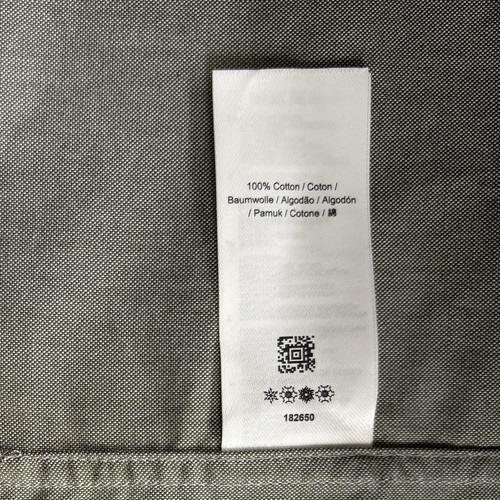 100% Cotton / Coton /
Baumwolle / Algodão / Algodón
/ Pamuk / Cotone / 綿
182650